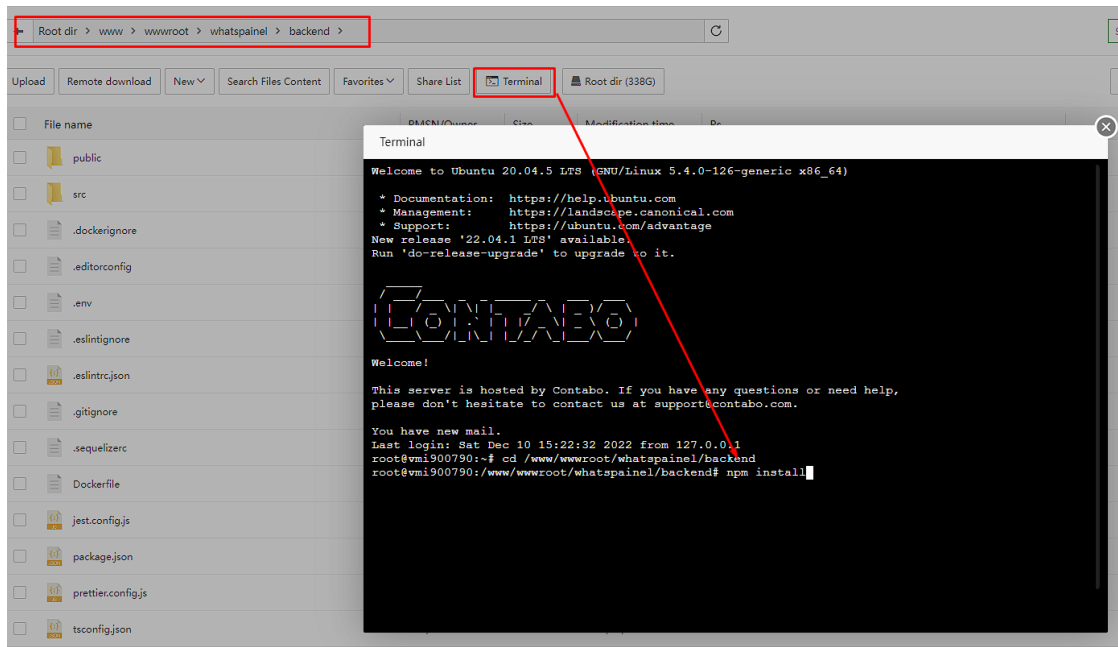 Root dir > www > wwwroot > whatspainel > backend >
Upload Remote download New Search Files Content Favorites Share List Terminal Root dir (338G)
File name PMSN/Owner Size Modification time Ps
public
src
.dockerignore
.editorconfig
.env
.eslintignore
.eslintrc.json
.gitignore
.sequelizerc
Dockerfile
jest.config.js
package.json
prettier.config.js
tsconfig.json
Terminal
Welcome to Ubuntu 20.04.5 LTS (GNU/Linux 5.4.0-126-generic x86_64)
* Documentation: https://help.ubuntu.com
* Management: https://landscape.canonical.com
* Support: https://ubuntu.com/advantage
New release '22.04.1 LTS' available.
Run 'do-release-upgrade' to upgrade to it.
CONTABO
Welcome!
This server is hosted by Contabo. If you have any questions or need help,
please don't hesitate to contact us at support@contabo.com.
You have new mail.
Last login: Sat Dec 10 15:22:32 2022 from 127.0.0.1
root@vmi900790:~# cd /www/wwwroot/whatspainel/backend
root@vmi900790:/www/wwwroot/whatspainel/backend# npm install